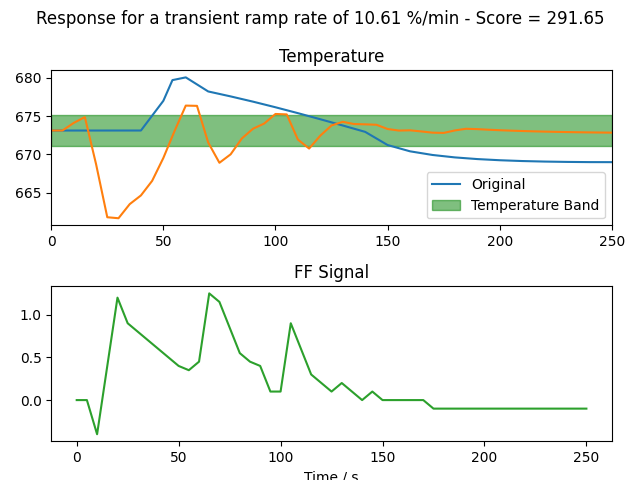 Response for a transient ramp rate of 10.61 %/min - Score = 291.65
Temperature
680
675
670
665
Original
Temperature Band
0 50 100 150 200 250
FF Signal
1.0
0.5
0.0
0 50 100 150 200 250
Time / s